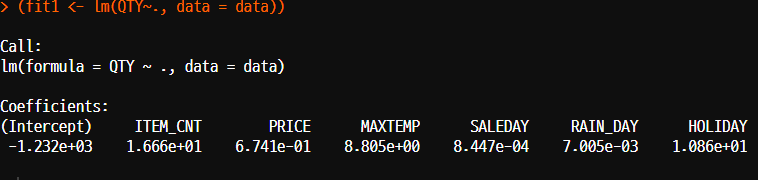 > (fit1 <- lm(QTY~., data = data))
Call:
lm(formula = QTY ~ ., data = data)
Coefficients:
(Intercept) ITEM_CNT PRICE MAXTEMP SALEDAY RAIN_DAY HOLIDAY
-1.232e+03 1.666e+01 6.741e-01 8.805e+00 8.447e-04 7.005e-03 1.086e+01